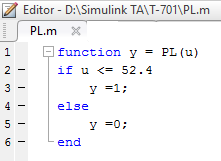 Editor - D:\Simulink TA\T-701\PL.m
PL.m
1 function y = PL(u)
2 - if u <= 52.4
3 - y =1;
4 - else
5 - y =0;
6 - end